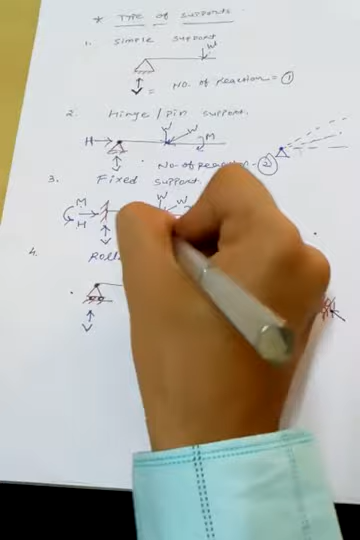 * TYPE of supports.
1. Simple support
W
V = No. of reaction = 1
2. Hinge / Pin support.
H W W M
V No. of reaction = 2
3. Fixed support.
M H W W
V
4.
V